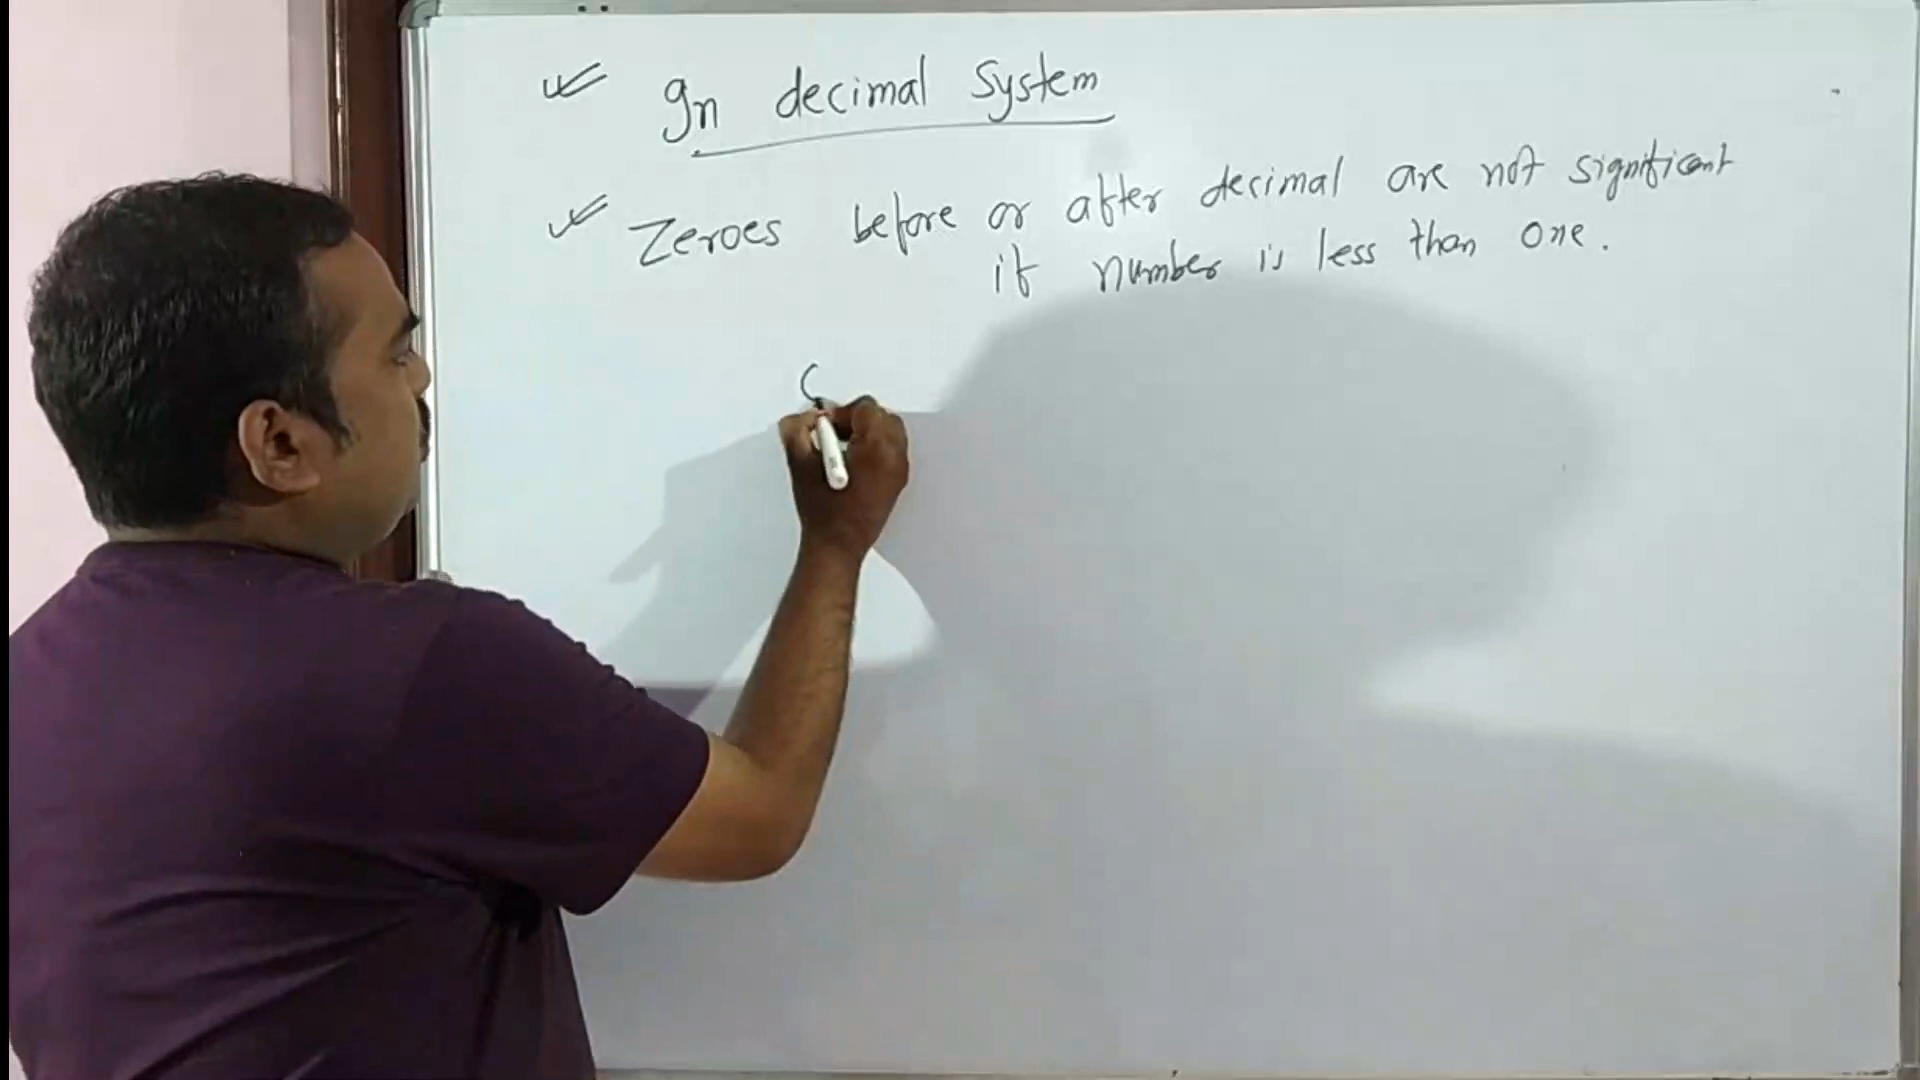 In decimal system
Zeroes before or after decimal are not significant
if number is less than one.